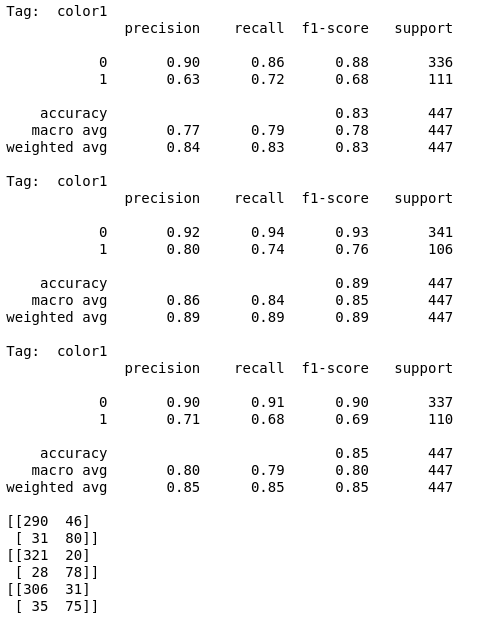 Tag:  color1
              precision    recall  f1-score   support

           0       0.90      0.86      0.88       336
           1       0.63      0.72      0.68       111

    accuracy                           0.83       447
   macro avg       0.77      0.79      0.78       447
weighted avg       0.84      0.83      0.83       447

Tag:  color1
              precision    recall  f1-score   support

           0       0.92      0.94      0.93       341
           1       0.80      0.74      0.76       106

    accuracy                           0.89       447
   macro avg       0.86      0.84      0.85       447
weighted avg       0.89      0.89      0.89       447

Tag:  color1
              precision    recall  f1-score   support

           0       0.90      0.91      0.90       337
           1       0.71      0.68      0.69       110

    accuracy                           0.85       447
   macro avg       0.80      0.79      0.80       447
weighted avg       0.85      0.85      0.85       447

[[290  46]
 [ 31  80]]
[[321  20]
 [ 28  78]]
[[306  31]
 [ 35  75]]